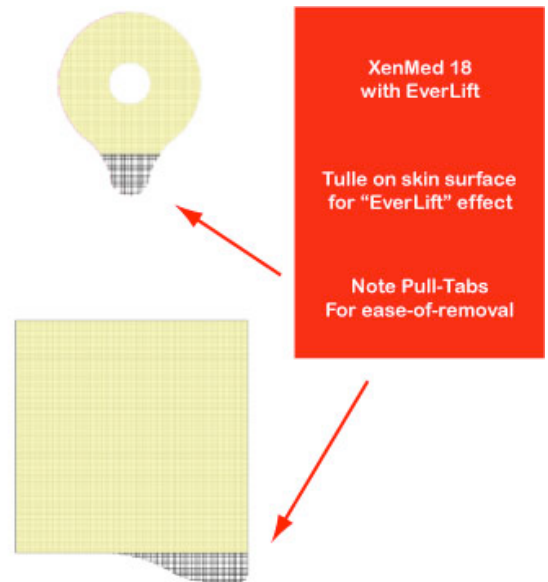 XenMed 18
with EverLift
Tulle on skin surface
for “EverLift” effect
Note Pull-Tabs
For ease-of-removal